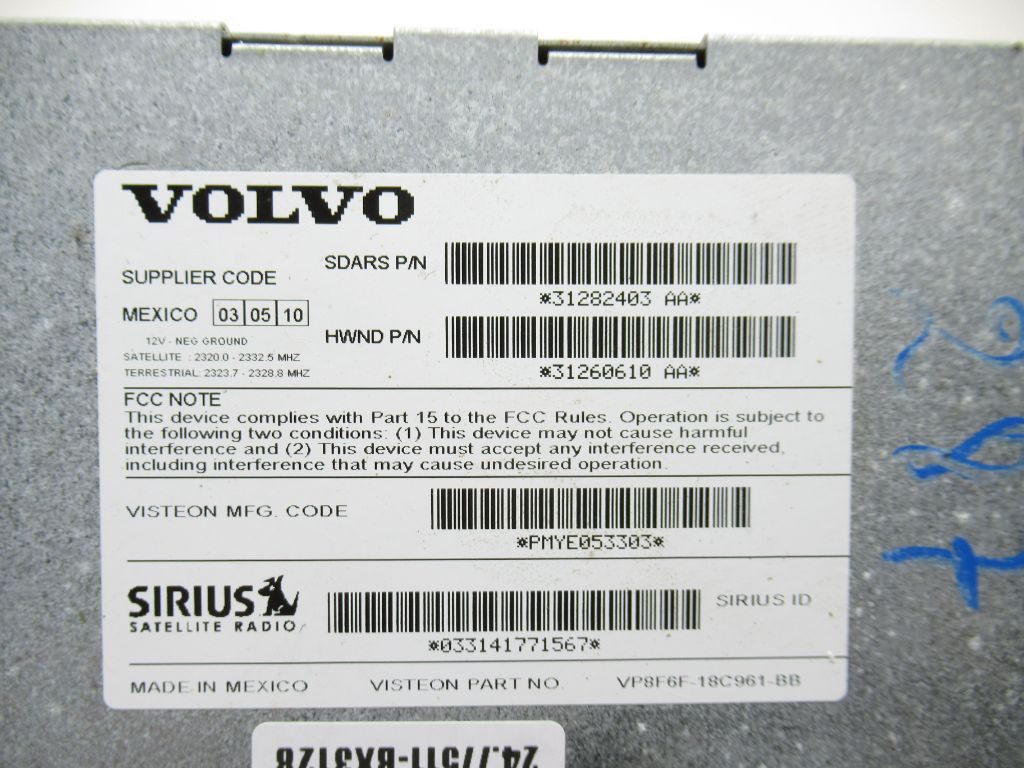 VOLVO
SUPPLIER CODE
SDARS P/N
*31282403 AA*
MEXICO 03 05 10
HWND P/N
*31260610 AA*
12V - NEG GROUND
SATELLITE : 2320.0 - 2332.5 MHZ
TERRESTRIAL: 2323.7 - 2328.8 MHZ
FCC NOTE
This device complies with Part 15 to the FCC Rules. Operation is subject to
the following two conditions: (1) This device may not cause harmful
interference and (2) This device must accept any interference received,
including interference that may cause undesired operation.
VISTEON MFG. CODE
*PMYE053303*
SIRIUS
SATELLITE RADIO
SIRIUS ID
*033141771567*
MADE IN MEXICO VISTEON PART NO. VP8F6F-18C961-BB
24.77511-BX3128